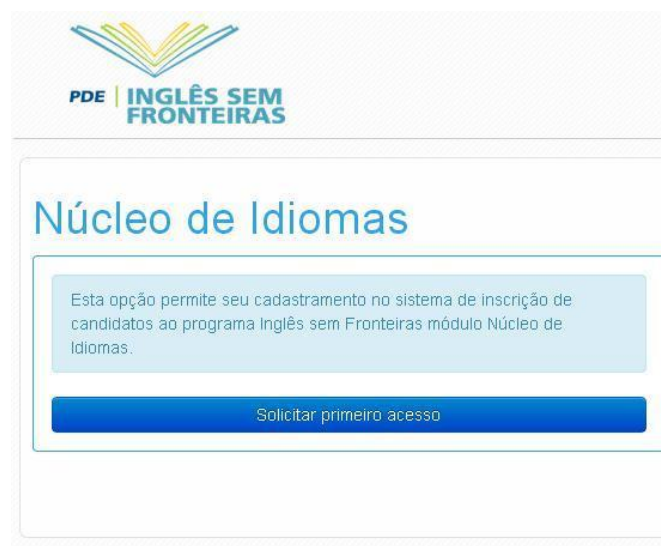 PDE | INGLÊS SEM
FRONTEIRAS
Núcleo de Idiomas
Esta opção permite seu cadastramento no sistema de inscrição de
candidatos ao programa Inglês sem Fronteiras módulo Núcleo de
Idiomas.
Solicitar primeiro acesso